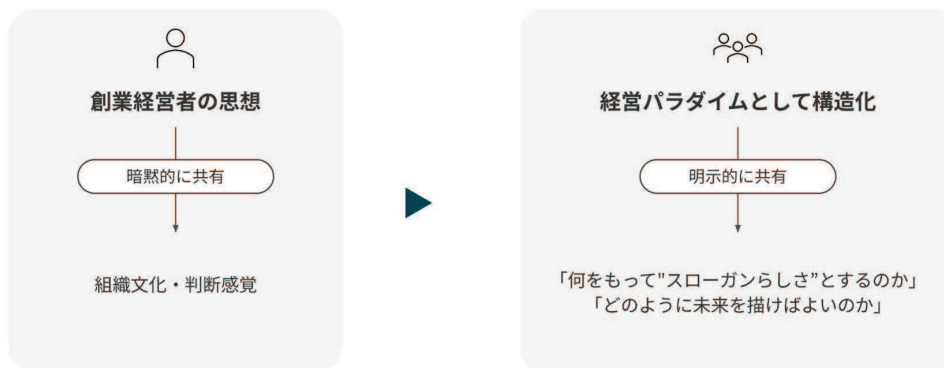 創業経営者の思想
暗黙的に共有
組織文化・判断感覚
経営パラダイムとして構造化
明示的に共有
「何をもって"スローガンらしさ”とするのか」
「どのように未来を描けばよいのか」